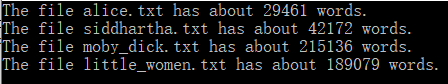 The file alice.txt has about 29461 words.
The file siddhartha.txt has about 42172 words.
The file moby_dick.txt has about 215136 words.
The file little_women.txt has about 189079 words.